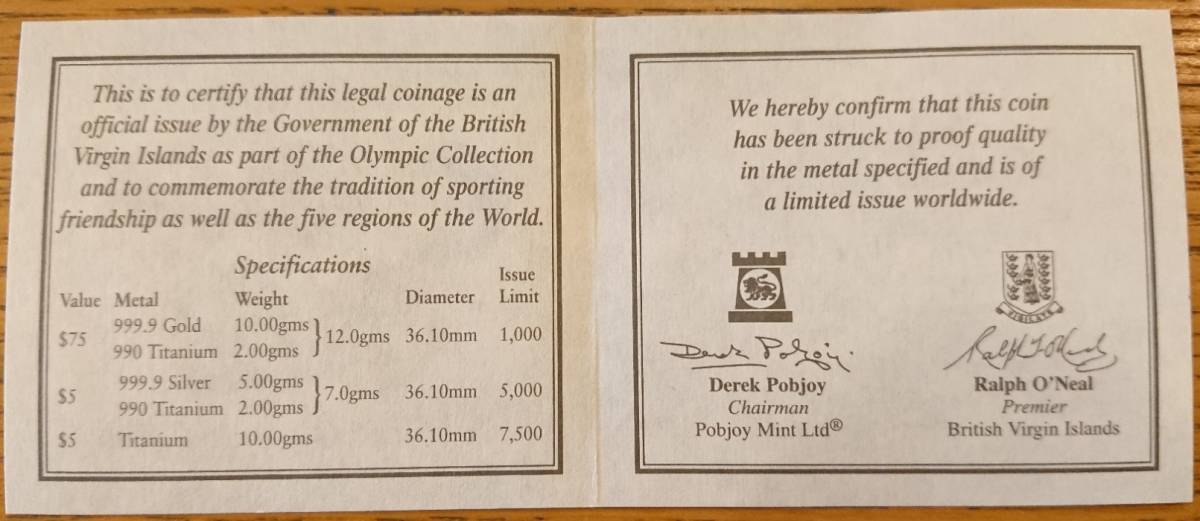 This is to certify that this legal coinage is an
official issue by the Government of the British
Virgin Islands as part of the Olympic Collection
and to commemorate the tradition of sporting
friendship as well as the five regions of the World.
Specifications
Value Metal Weight Diameter Issue Limit
$75 999.9 Gold 10.00gms
990 Titanium 2.00gms } 12.0gms 36.10mm 1,000
$5 999.9 Silver 5.00gms
990 Titanium 2.00gms } 7.0gms 36.10mm 5,000
$5 Titanium 10.00gms 36.10mm 7,500
We hereby confirm that this coin
has been struck to proof quality
in the metal specified and is of
a limited issue worldwide.
VIGILATE
Derek Pobjoy
Ralph T O'Neal
Derek Pobjoy
Chairman
Pobjoy Mint Ltd®
Ralph O'Neal
Premier
British Virgin Islands